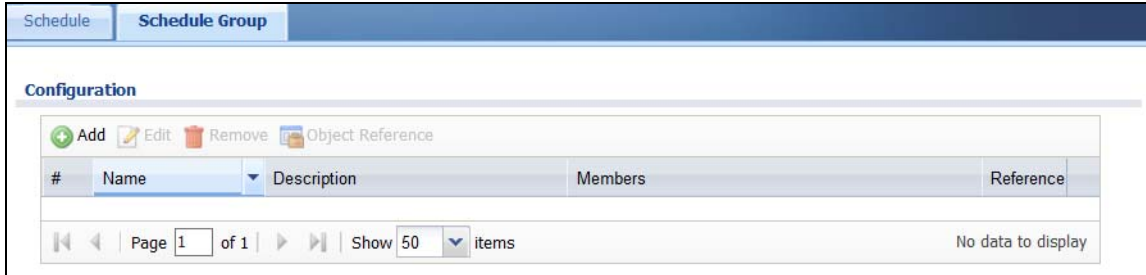 Schedule Schedule Group
Configuration
Add Edit Remove Object Reference
# Name Description Members Reference
Page 1 of 1 Show 50 items No data to display